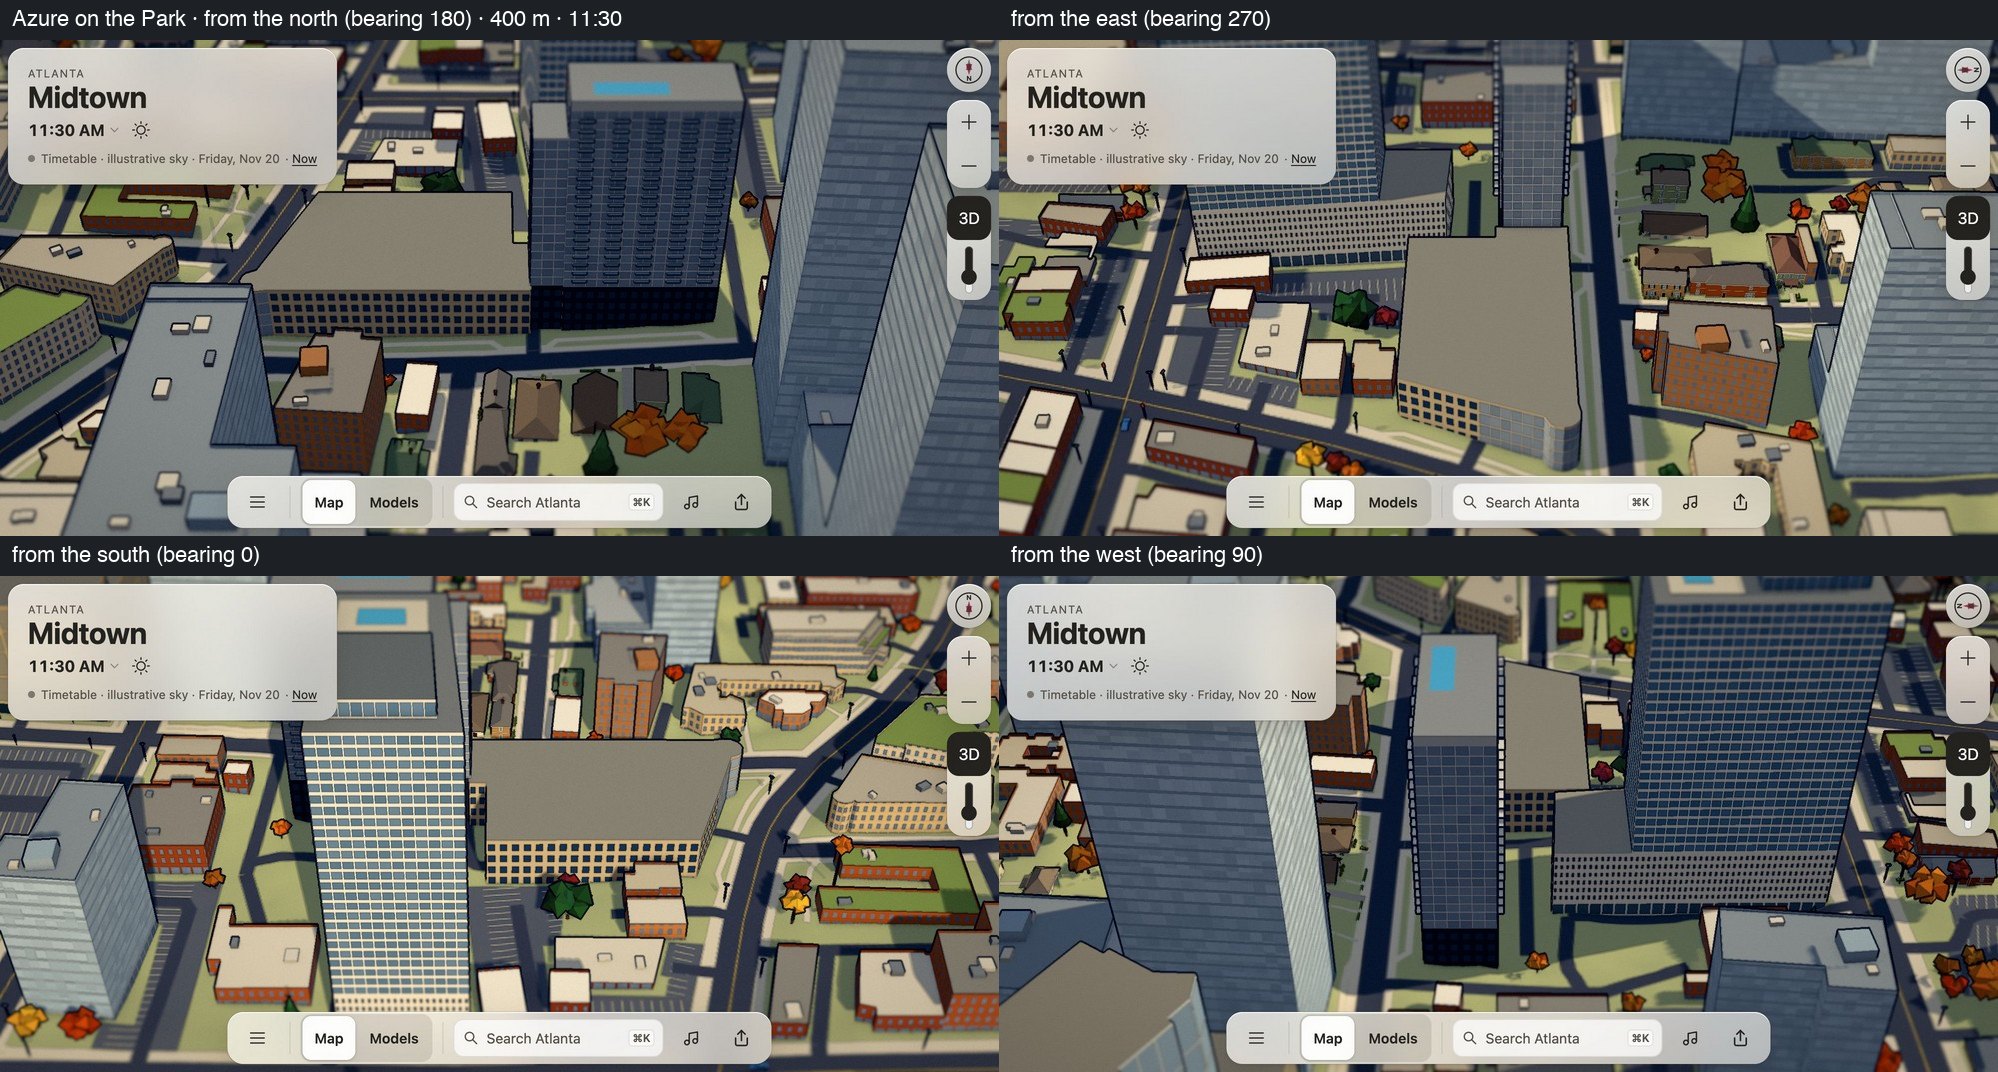 Azure on the Park · from the north (bearing 180) · 400 m · 11:30
ATLANTA
Midtown
11:30 AM
Timetable · illustrative sky · Friday, Nov 20 · Now
N
+
−
3D
Map
Models
Search Atlanta
⌘K
from the east (bearing 270)
ATLANTA
Midtown
11:30 AM
Timetable · illustrative sky · Friday, Nov 20 · Now
N
+
−
3D
Map
Models
Search Atlanta
⌘K
from the south (bearing 0)
ATLANTA
Midtown
11:30 AM
Timetable · illustrative sky · Friday, Nov 20 · Now
N
+
−
3D
Map
Models
Search Atlanta
⌘K
from the west (bearing 90)
ATLANTA
Midtown
11:30 AM
Timetable · illustrative sky · Friday, Nov 20 · Now
N
+
−
3D
Map
Models
Search Atlanta
⌘K